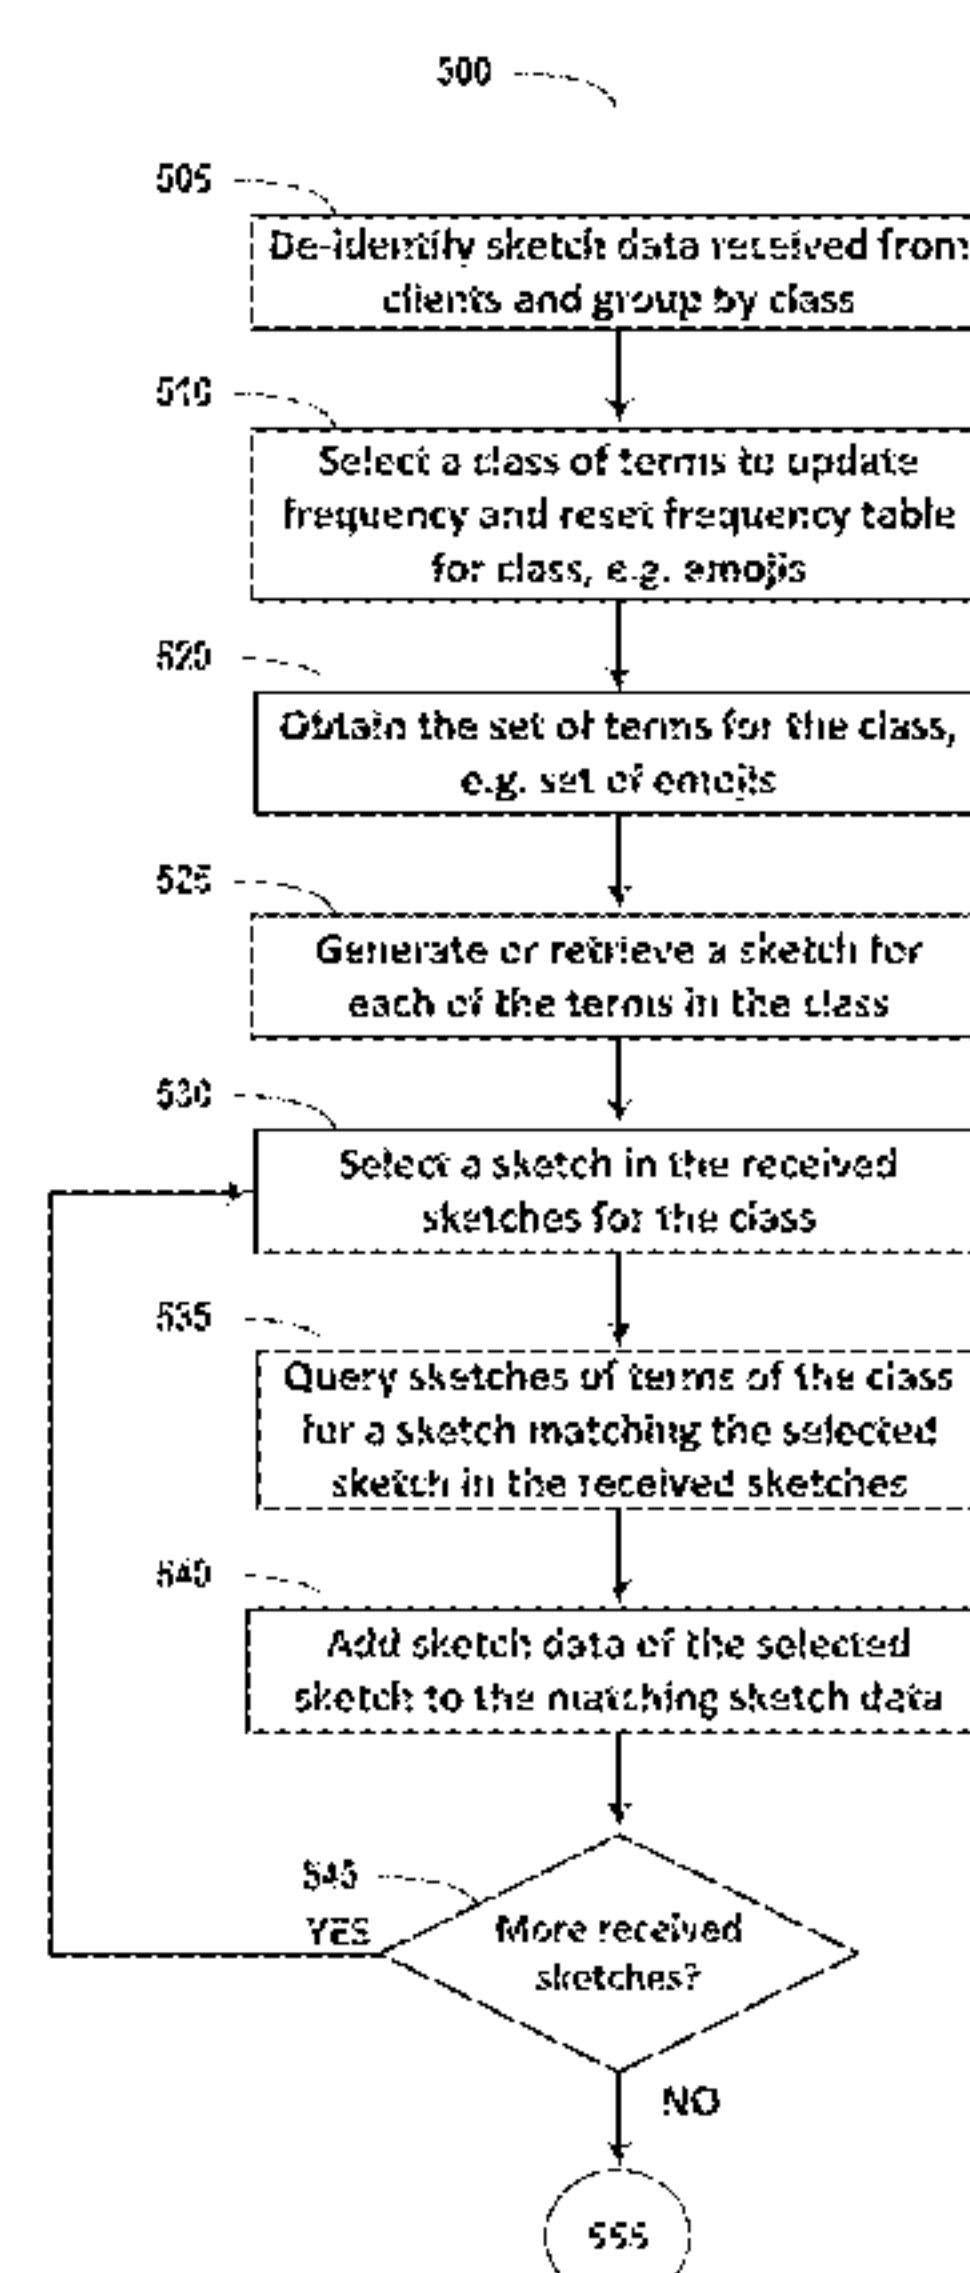 500
505
De-identify sketch data received from
clients and group by class
510
Select a class of terms to update
frequency and reset frequency table
for class, e.g. emojis
520
Obtain the set of terms for the class,
e.g. set of emojis
525
Generate or retrieve a sketch for
each of the terms in the class
530
Select a sketch in the received
sketches for the class
535
Query sketches of terms of the class
for a sketch matching the selected
sketch in the received sketches
540
Add sketch data of the selected
sketch to the matching sketch data
545
YES
More received
sketches?
NO
555